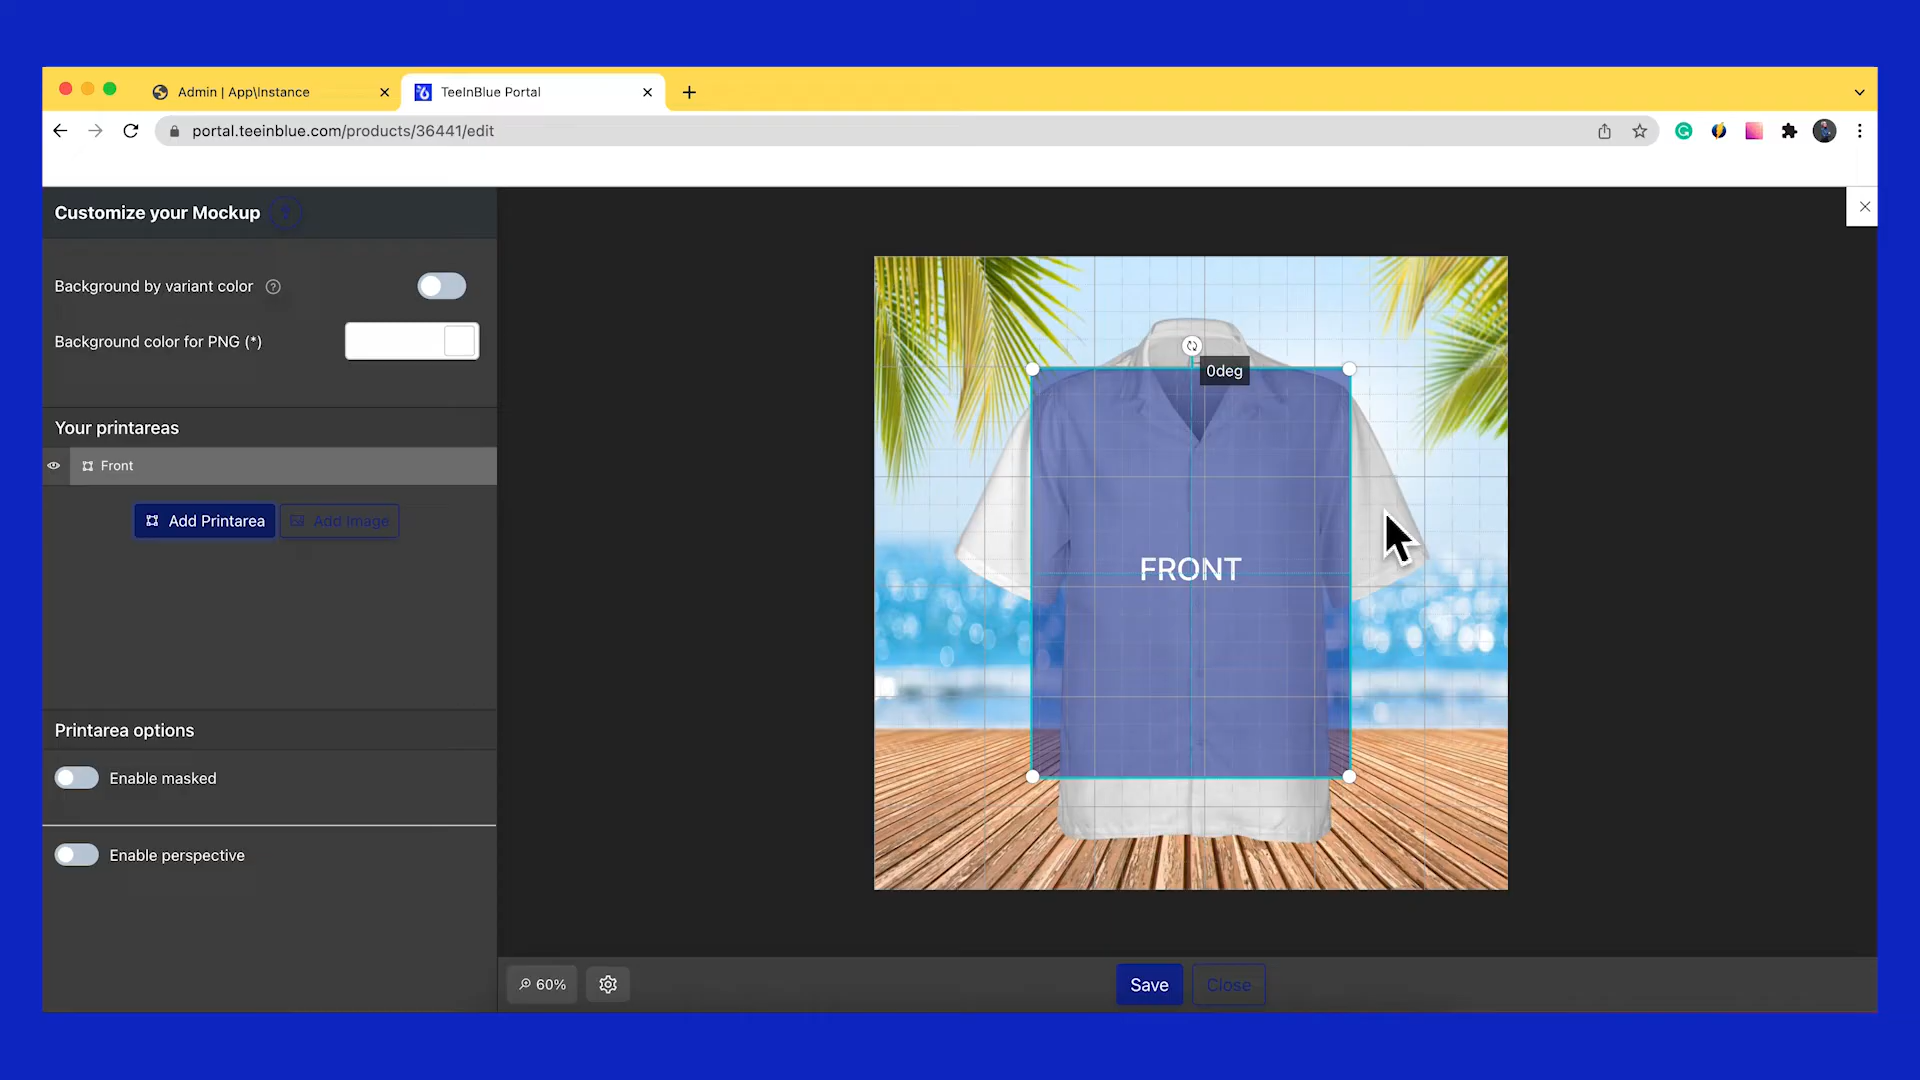 Admin | App\Instance
TeeInBlue Portal
portal.teeinblue.com/products/36441/edit
Customize your Mockup
Background by variant color
Background color for PNG (*)
Your printareas
Front
Add Printarea
Add Image
Printarea options
Enable masked
Enable perspective
0deg
FRONT
60%
Save
Close